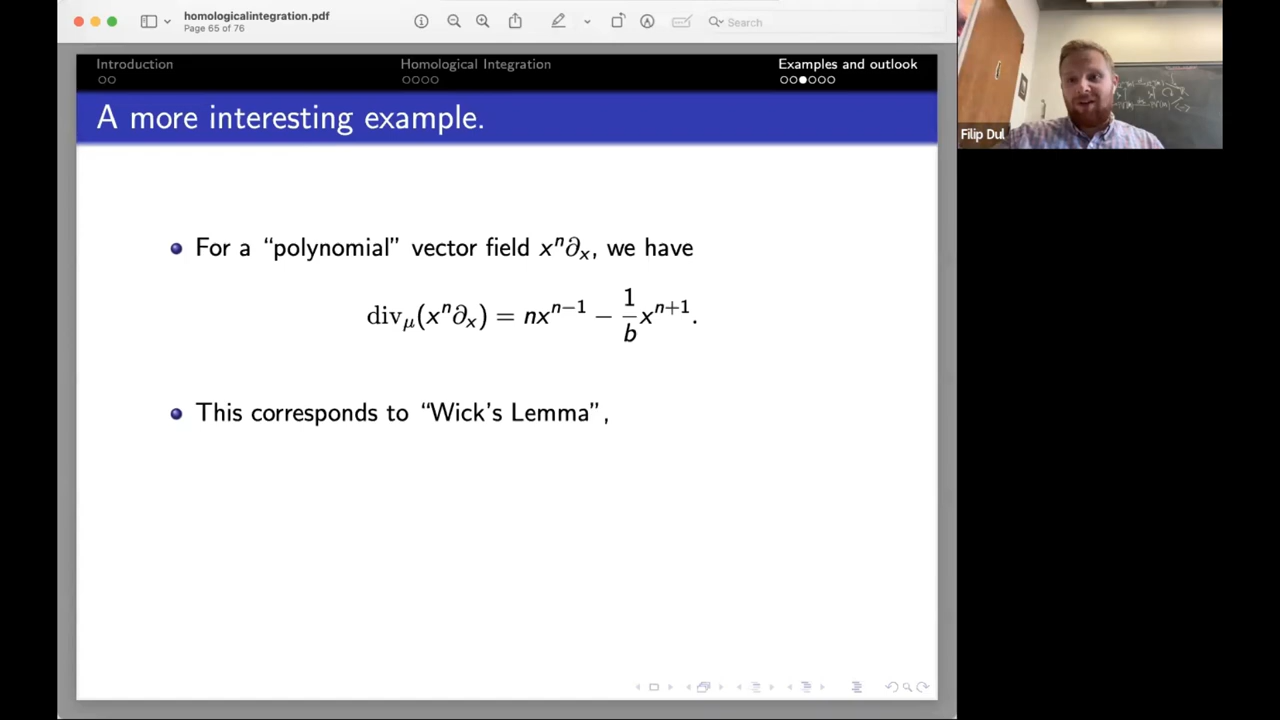 homologicalintegration.pdf
Page 65 of 76
Search
Introduction
Homological Integration
Examples and outlook
A more interesting example.
For a “polynomial” vector field xⁿ∂ₓ, we have
div_μ(xⁿ∂ₓ) = nxⁿ⁻¹ − 1/b xⁿ⁺¹.
This corresponds to “Wick’s Lemma”,
Filip Dul